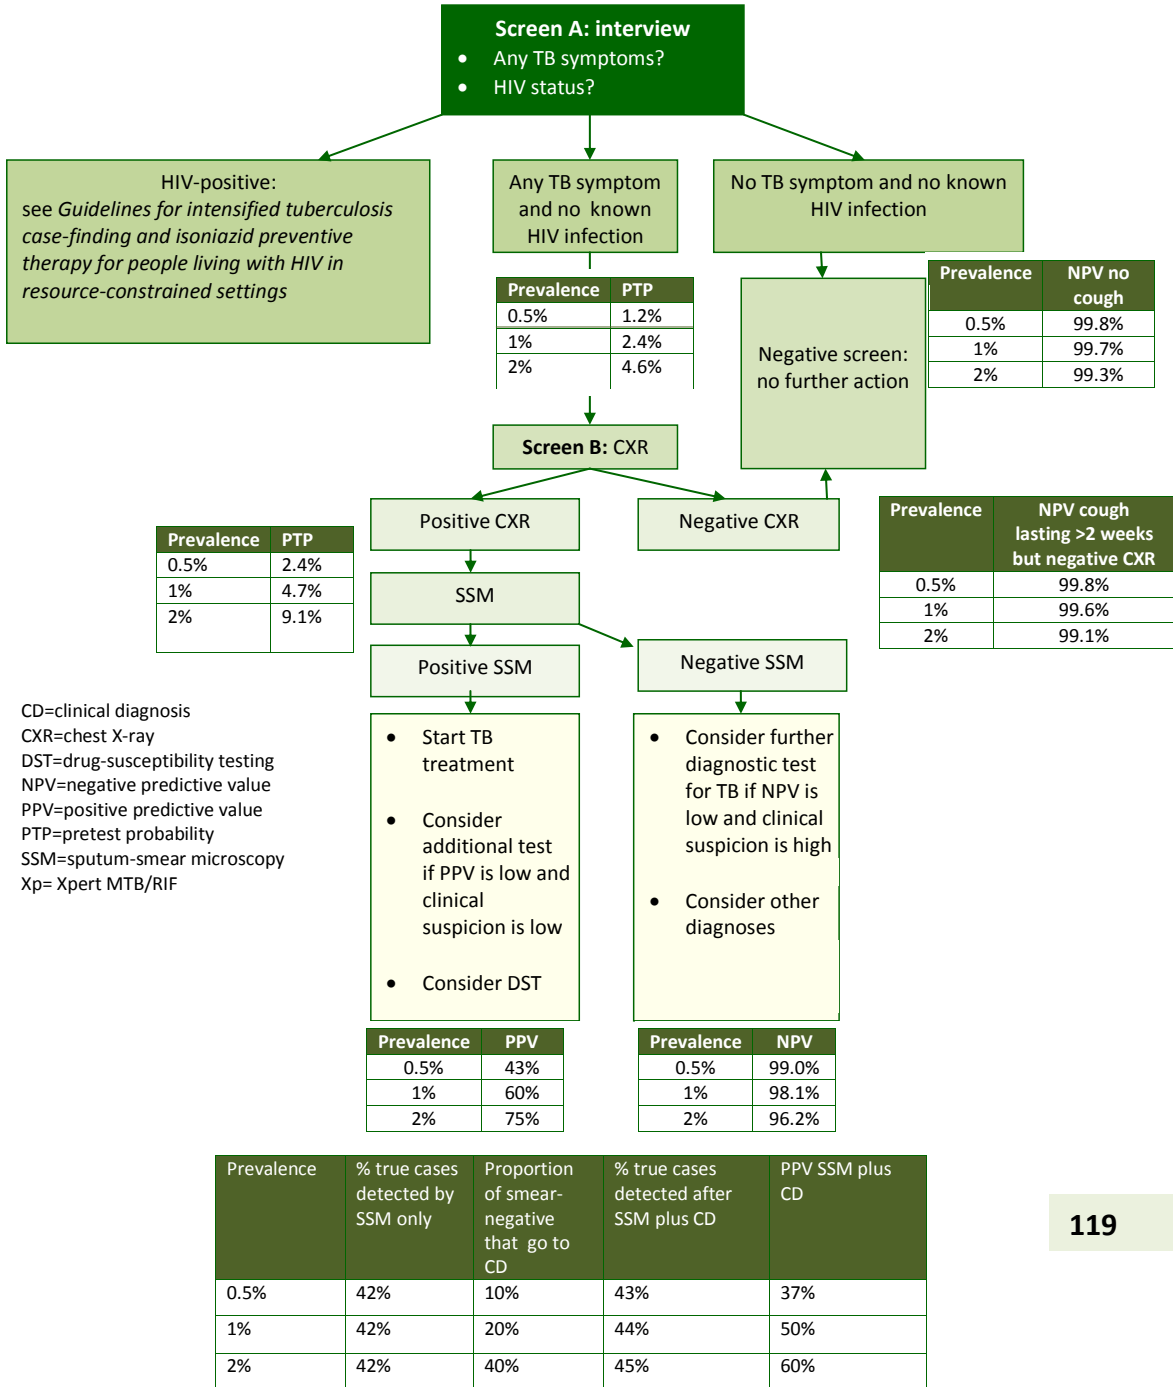 Screen A: interview
• Any TB symptoms?
• HIV status?
HIV-positive:
see Guidelines for intensified tuberculosis
case-finding and isoniazid preventive
therapy for people living with HIV in
resource-constrained settings
Any TB symptom
and no known
HIV infection
No TB symptom and no known
HIV infection
Prevalence PTP
0.5% 1.2%
1% 2.4%
2% 4.6%
Negative screen:
no further action
Prevalence NPV no
cough
0.5% 99.8%
1% 99.7%
2% 99.3%
Screen B: CXR
Positive CXR
Negative CXR
Prevalence PTP
0.5% 2.4%
1% 4.7%
2% 9.1%
Prevalence NPV cough
lasting >2 weeks
but negative CXR
0.5% 99.8%
1% 99.6%
2% 99.1%
SSM
Positive SSM
Negative SSM
CD=clinical diagnosis
CXR=chest X-ray
DST=drug-susceptibility testing
NPV=negative predictive value
PPV=positive predictive value
PTP=pretest probability
SSM=sputum-smear microscopy
Xp= Xpert MTB/RIF
• Start TB
treatment
• Consider
additional test
if PPV is low and
clinical
suspicion is low
• Consider DST
• Consider further
diagnostic test
for TB if NPV is
low and clinical
suspicion is high
• Consider other
diagnoses
Prevalence PPV
0.5% 43%
1% 60%
2% 75%
Prevalence NPV
0.5% 99.0%
1% 98.1%
2% 96.2%
Prevalence % true cases Proportion % true cases PPV SSM plus
detected by of smear- detected after CD
SSM only negative SSM plus CD
that go to
CD
0.5% 42% 10% 43% 37%
1% 42% 20% 44% 50%
2% 42% 40% 45% 60%
119